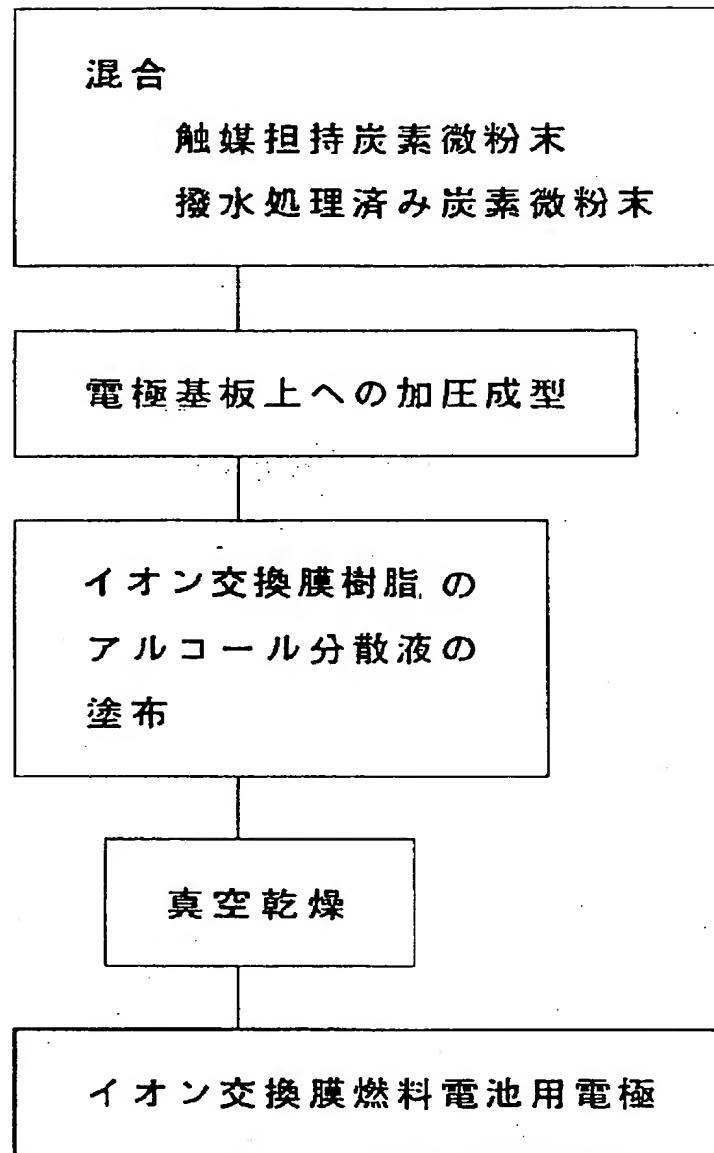 混合
触媒担持炭素微粉末
撥水処理済み炭素微粉末
電極基板上への加圧成型
イオン交換膜樹脂の
アルコール分散液の
塗布
真空乾燥
イオン交換膜燃料電池用電極